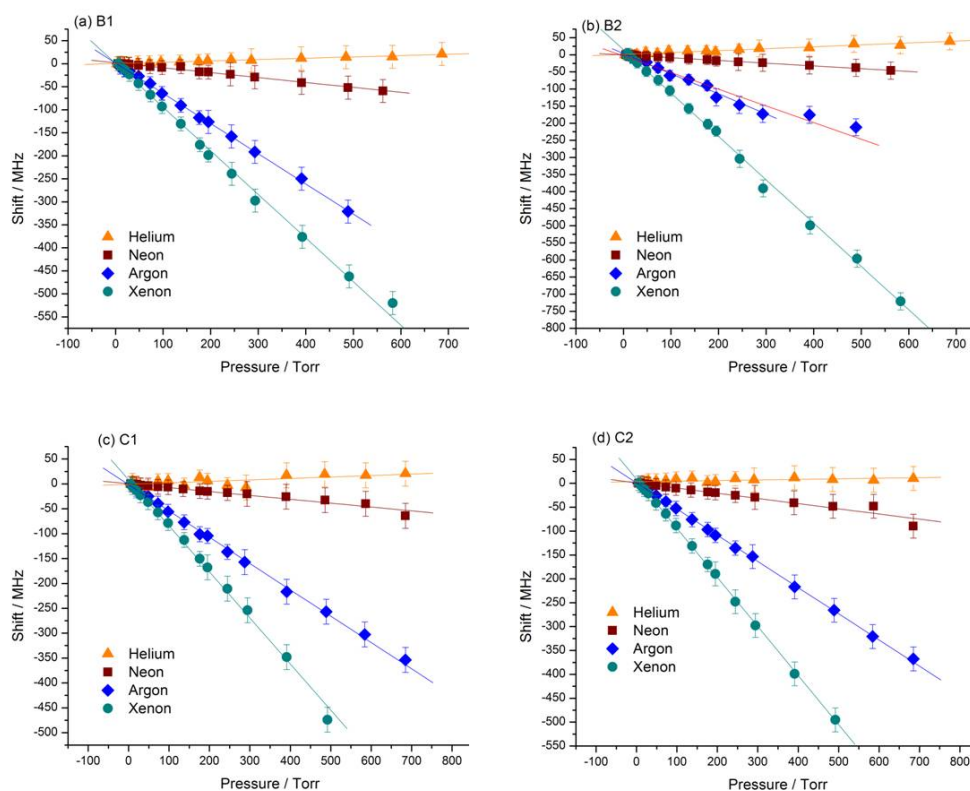 (a) B1
50
0
-50
-100
-150
-200
-250
-300
-350
-400
-450
-500
-550
Shift / MHz
Helium
Neon
Argon
Xenon
-100 0 100 200 300 400 500 600 700
Pressure / Torr
(b) B2
50
0
-50
-100
-150
-200
-250
-300
-350
-400
-450
-500
-550
-600
-650
-700
-750
-800
Shift / MHz
Helium
Neon
Argon
Xenon
-100 0 100 200 300 400 500 600 700
Pressure / Torr
(c) C1
50
0
-50
-100
-150
-200
-250
-300
-350
-400
-450
-500
Shift / MHz
Helium
Neon
Argon
Xenon
-100 0 100 200 300 400 500 600 700 800
Pressure / Torr
(d) C2
50
0
-50
-100
-150
-200
-250
-300
-350
-400
-450
-500
-550
Shift / MHz
Helium
Neon
Argon
Xenon
-100 0 100 200 300 400 500 600 700 800
Pressure / Torr